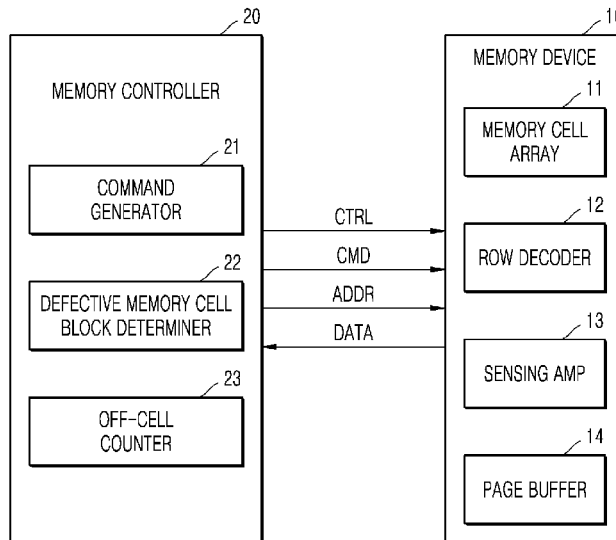 20
MEMORY CONTROLLER
21
COMMAND
GENERATOR
22
DEFECTIVE MEMORY CELL
BLOCK DETERMINER
23
OFF-CELL
COUNTER
CTRL
CMD
ADDR
DATA
MEMORY DEVICE
11
MEMORY CELL
ARRAY
12
ROW DECODER
13
SENSING AMP
14
PAGE BUFFER